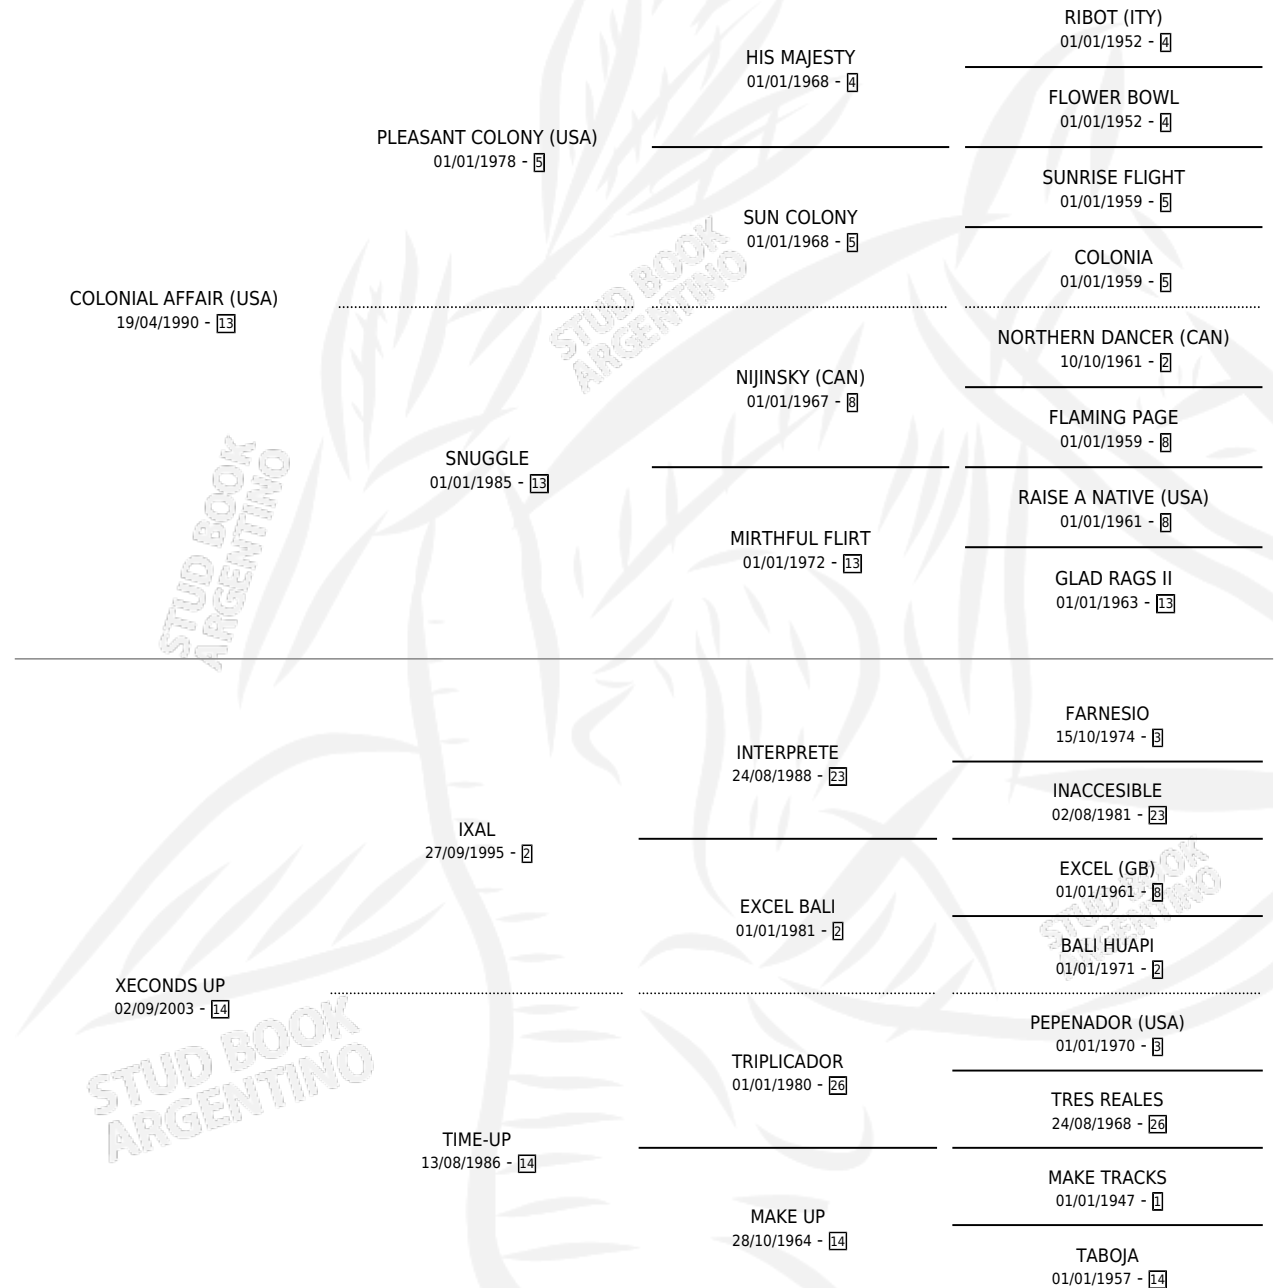 RIBOT (ITY)
01/01/1952 - 4
HIS MAJESTY
01/01/1968 - 4
FLOWER BOWL
01/01/1952 - 4
PLEASANT COLONY (USA)
01/01/1978 - 5
SUNRISE FLIGHT
01/01/1959 - 5
SUN COLONY
01/01/1968 - 5
COLONIA
01/01/1959 - 5
COLONIAL AFFAIR (USA)
19/04/1990 - 13
NORTHERN DANCER (CAN)
10/10/1961 - 2
NIJINSKY (CAN)
01/01/1967 - 8
FLAMING PAGE
01/01/1959 - 8
SNUGGLE
01/01/1985 - 13
RAISE A NATIVE (USA)
01/01/1961 - 8
MIRTHFUL FLIRT
01/01/1972 - 13
GLAD RAGS II
01/01/1963 - 13
FARNESIO
15/10/1974 - 3
INTERPRETE
24/08/1988 - 23
INACCESIBLE
02/08/1981 - 23
IXAL
27/09/1995 - 2
EXCEL (GB)
01/01/1961 - 8
EXCEL BALI
01/01/1981 - 2
BALI HUAPI
01/01/1971 - 2
XECONDS UP
02/09/2003 - 14
PEPENADOR (USA)
01/01/1970 - 3
TRIPLICADOR
01/01/1980 - 26
TRES REALES
24/08/1968 - 26
TIME-UP
13/08/1986 - 14
MAKE TRACKS
01/01/1947 - 1
MAKE UP
28/10/1964 - 14
TABOJA
01/01/1957 - 14
STUD BOOK
ARGENTINO
STUD BOOK
ARGENTINO
STUD BOOK
ARGENTINO
STUD BOOK
ARGENTINO